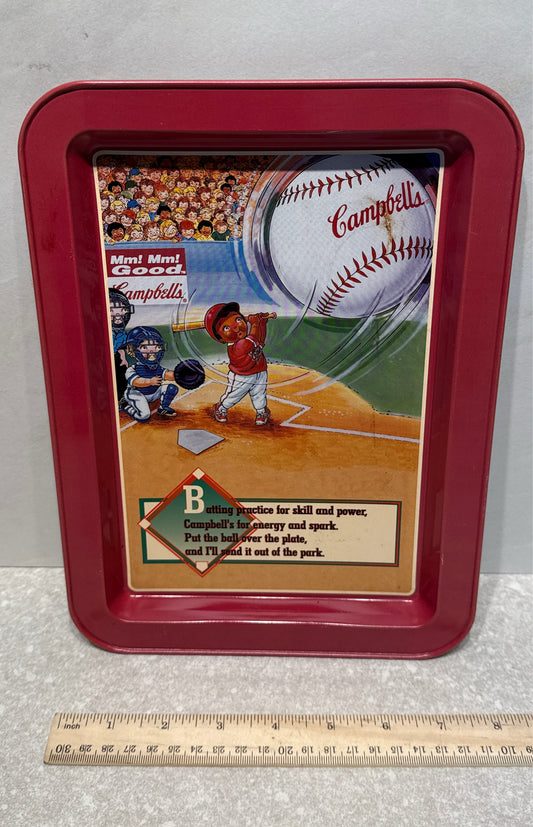 Campbell's
Mm! Mm!
Good.
Campbell's.
Batting practice for skill and power,
Campbell's for energy and spark.
Put the ball over the plate,
and I'll send it out of the park.
Inch 1 2 3 4 5 6 7 8